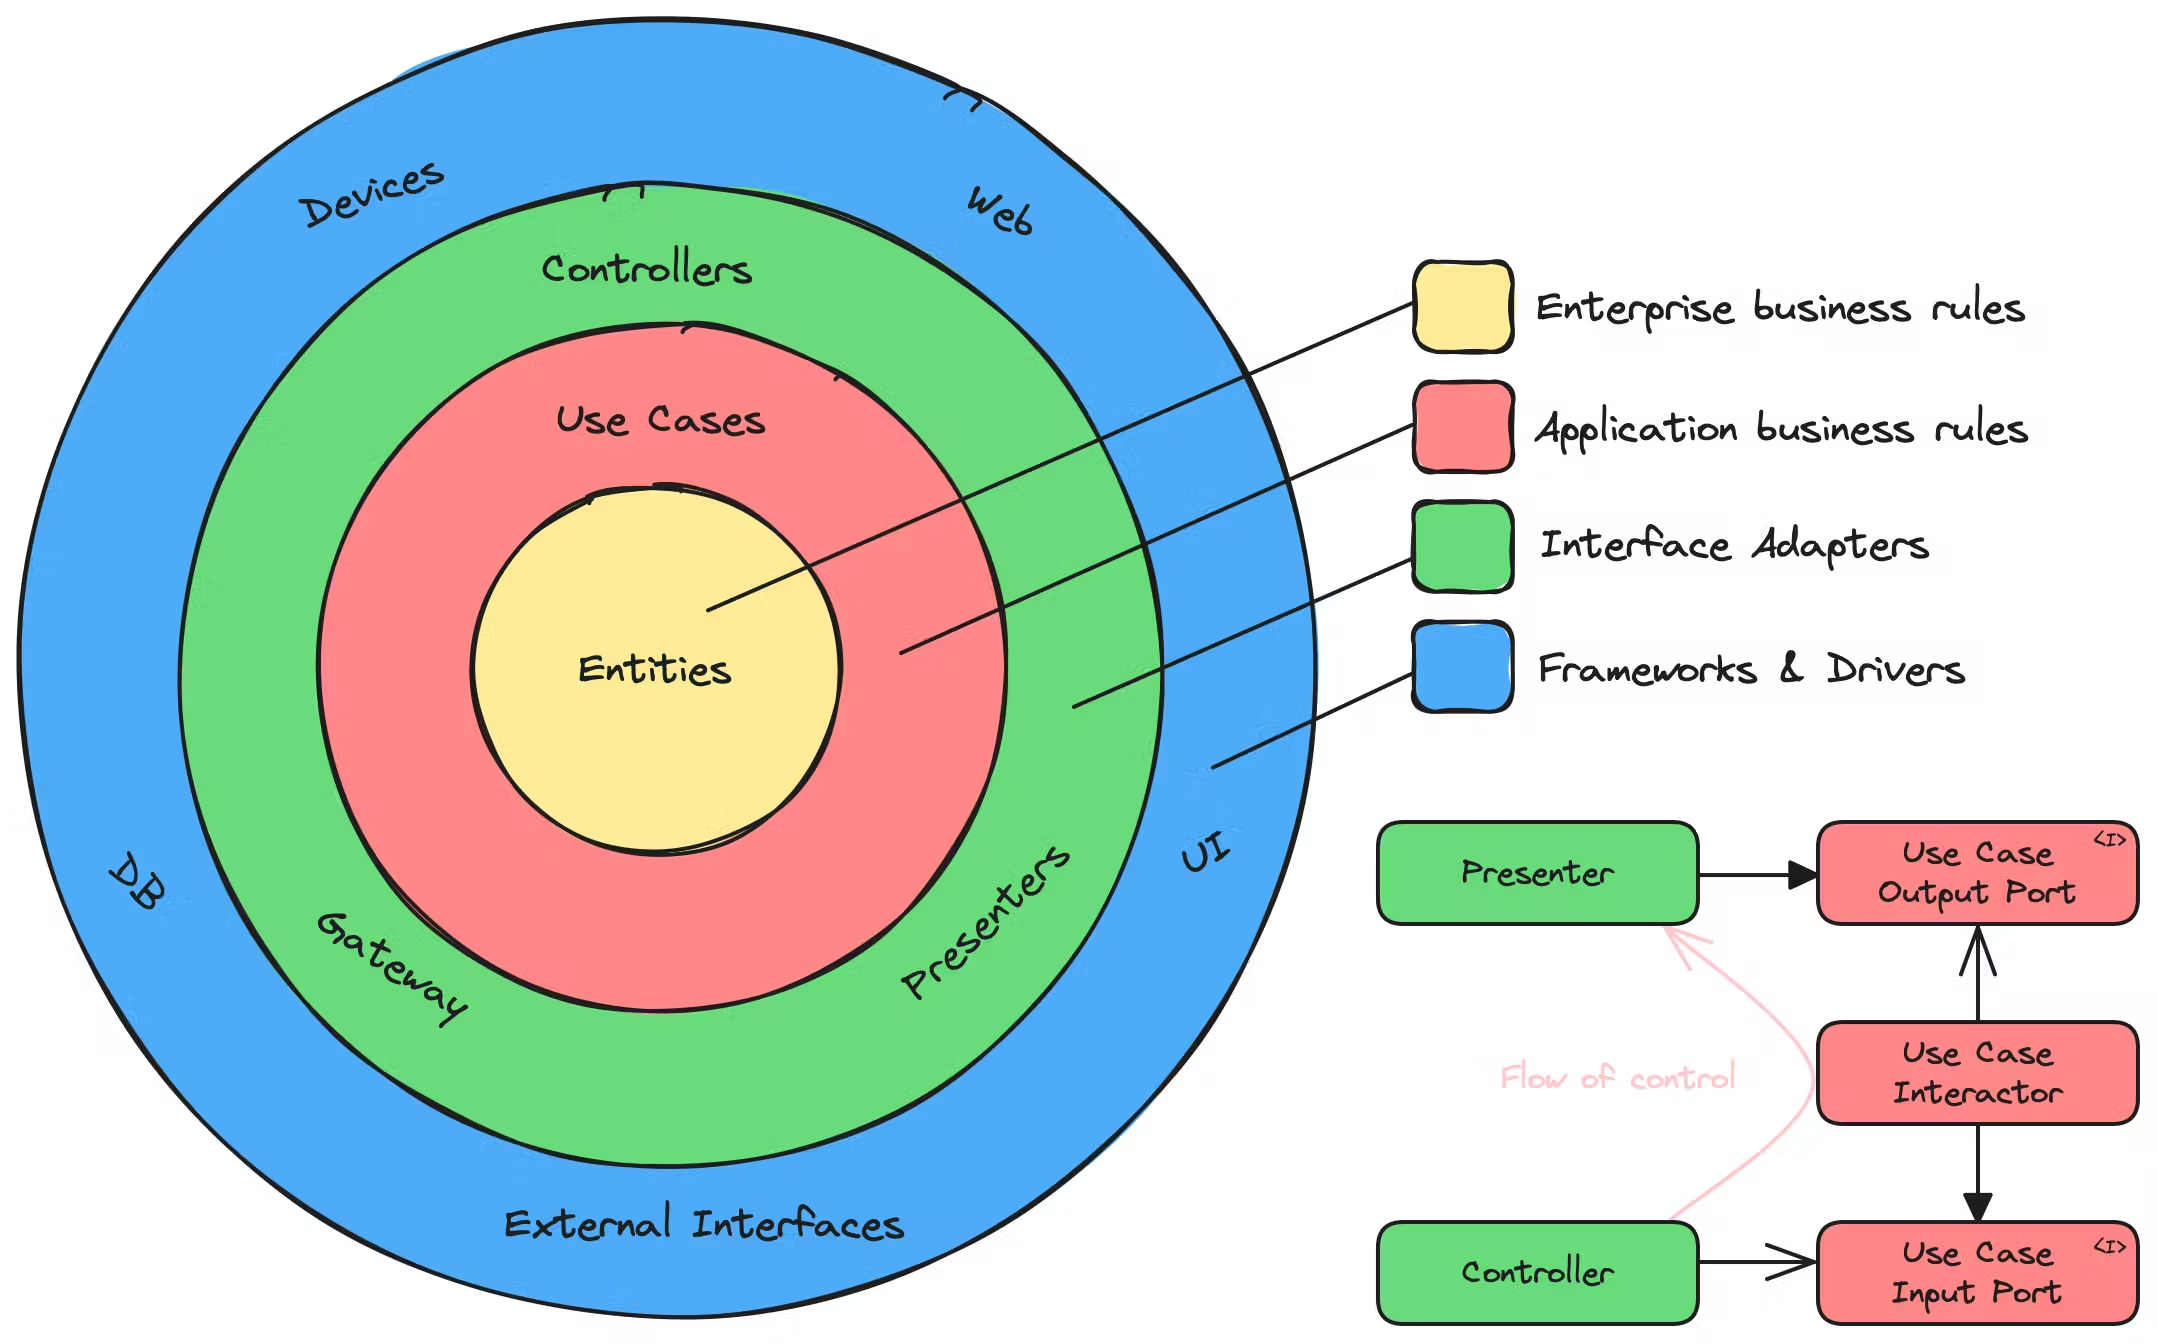 Devices
Web
Controllers
Use Cases
Entities
DB
Gateway
Presenters
UI
External Interfaces
Enterprise business rules
Application business rules
Interface Adapters
Frameworks & Drivers
Presenter
<I>
Use Case
Output Port
Flow of control
Use Case
Interactor
Controller
<I>
Use Case
Input Port